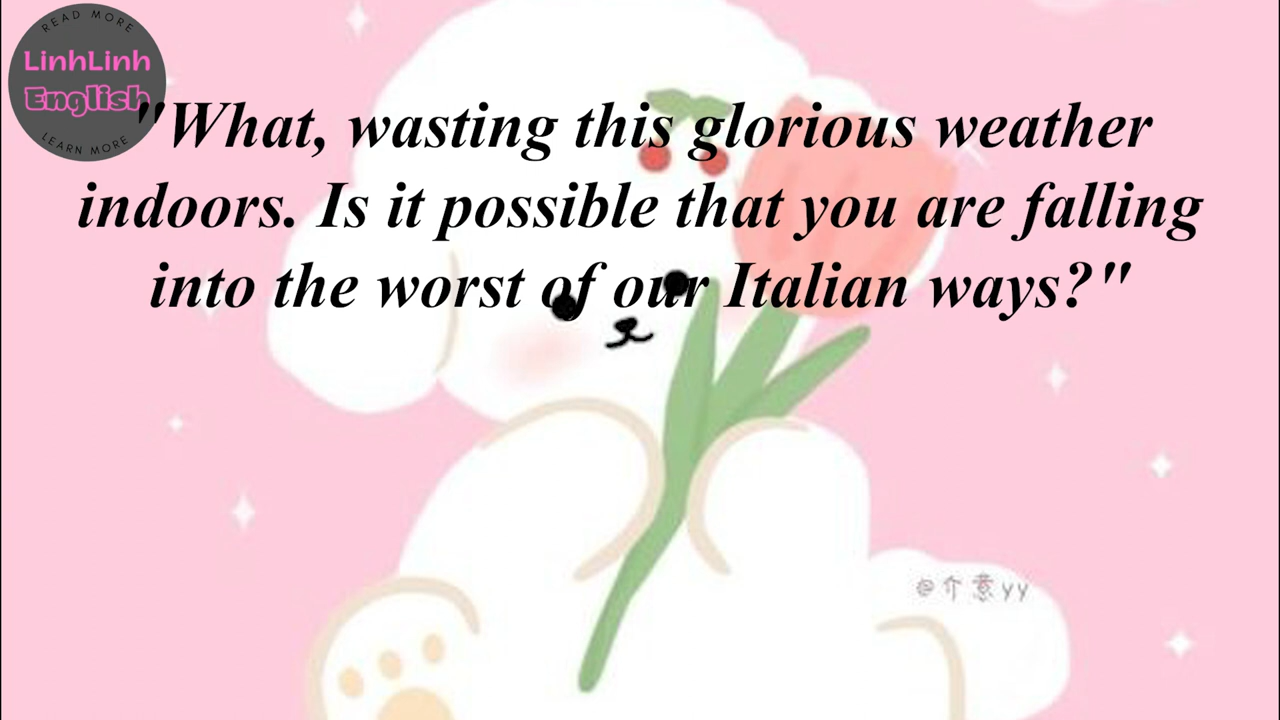 READ MORE
LinhLinh
English
LEARN MORE
"What, wasting this glorious weather
indoors. Is it possible that you are falling
into the worst of our Italian ways?"
@介意yy